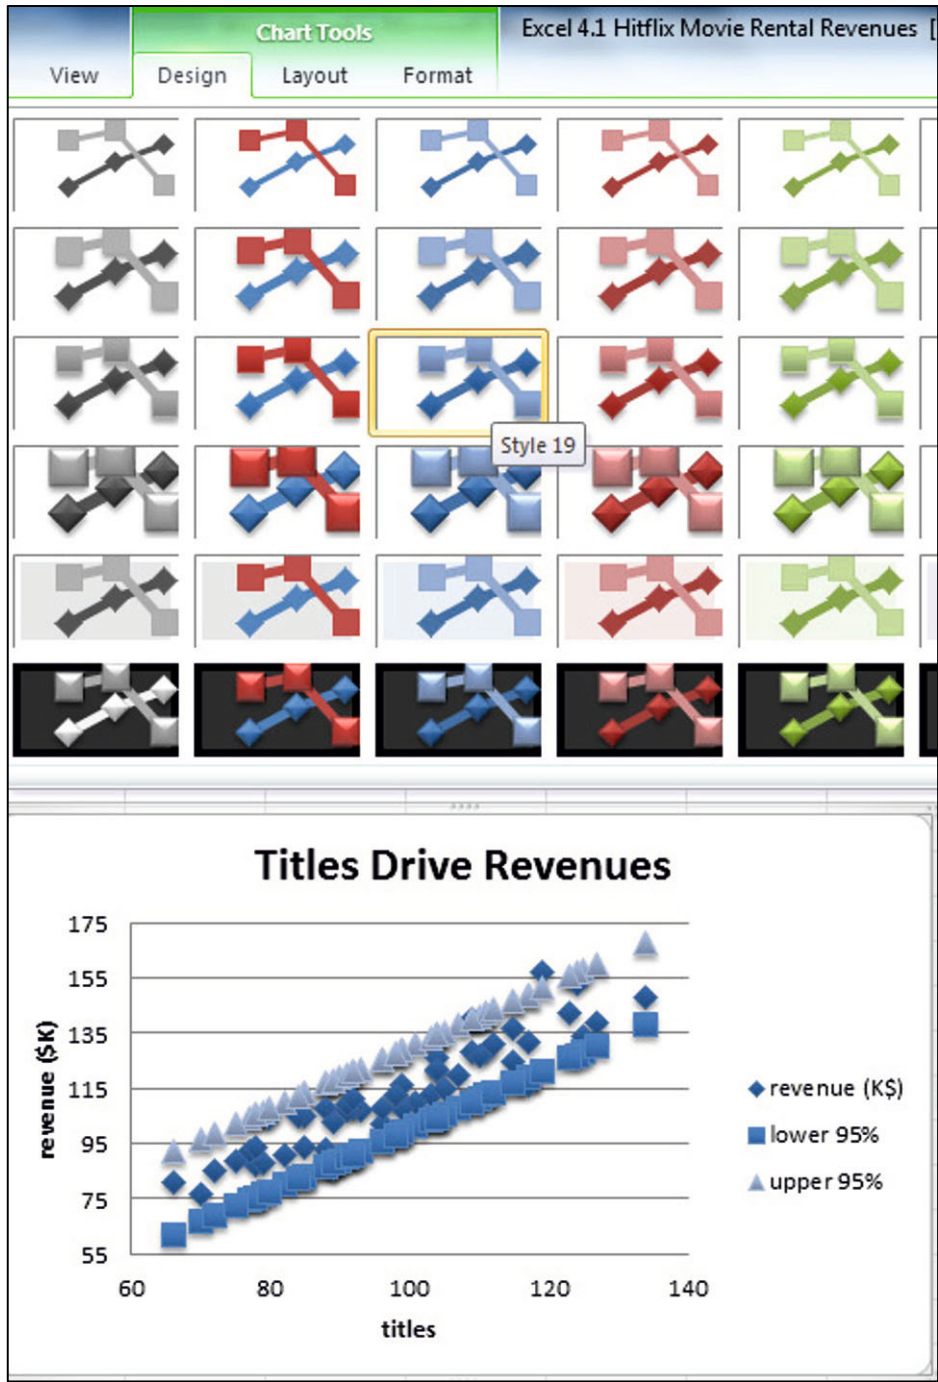 Chart Tools
Excel 4.1 Hitflix Movie Rental Revenues [
View Design Layout Format
Style 19
Titles Drive Revenues
175
155
135
115
95
75
55
revenue ($K)
60 80 100 120 140
titles
revenue (K$)
lower 95%
upper 95%